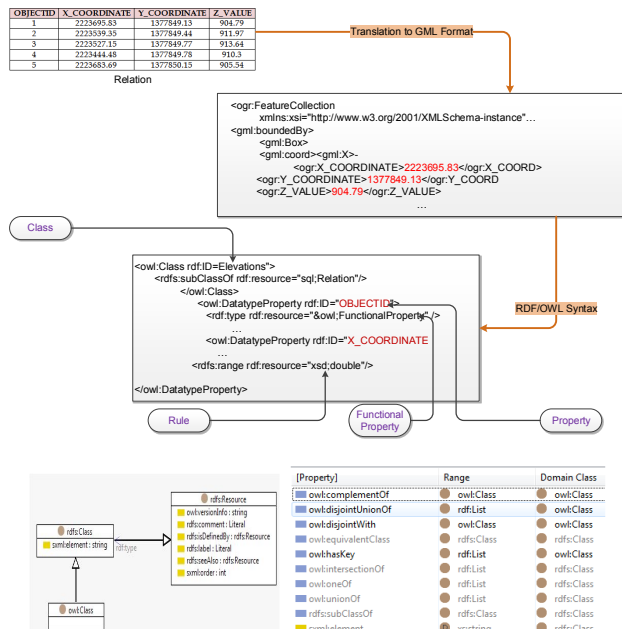 OBJECTID X_COORDINATE Y_COORDINATE Z_VALUE
1 2223695.83 1377849.13 904.79
2 2223539.35 1377849.44 911.97
3 2223527.15 1377849.77 913.64
4 2223444.48 1377849.78 910.3
5 2223683.69 1377850.15 905.54
Relation
Translation to GML Format
<ogr:FeatureCollection
xmlns:xsi="http://www.w3.org/2001/XMLSchema-instance"...
<gml:boundedBy>
<gml:Box>
<gml:coord><gml:X>-
<ogr:X_COORDINATE>2223695.83</ogr:X_COORD>
<ogr:Y_COORDINATE>1377849.13</ogr:Y_COORD
<ogr:Z_VALUE>904.79</ogr:Z_VALUE>
...
Class
<owl:Class rdf:ID=Elevations">
<rdfs:subClassOf rdf:resource="sql;Relation"/>
</owl:Class>
<owl:DatatypeProperty rdf:ID="OBJECTID">
<rdf:type rdf:resource="&owl;FunctionalProperty" />
...
<owl:DatatypeProperty rdf:ID="X_COORDINATE
...
<rdfs:range rdf:resource="xsd;double"/>
</owl:DatatypeProperty>
RDF/OWL Syntax
Rule
Functional
Property
Property
rdfs:Resource
owl:versionInfo : string
rdfs:comment : Literal
rdfs:isDefinedBy : rdfs:Resource
rdfs:label : Literal
rdfs:seeAlso : rdfs:Resource
sxml:order : int
rdfs:Class
sxml:element : string
rdf:type
owl:Class
[Property] Range Domain Class
owl:complementOf owl:Class owl:Class
owl:disjointUnionOf rdf:List owl:Class
owl:disjointWith owl:Class owl:Class
owl:equivalentClass rdfs:Class rdfs:Class
owl:hasKey rdf:List owl:Class
owl:intersectionOf rdf:List rdfs:Class
owl:oneOf rdf:List rdfs:Class
owl:unionOf rdf:List rdfs:Class
rdfs:subClassOf rdfs:Class rdfs:Class
sxml:element xs:string rdfs:Class